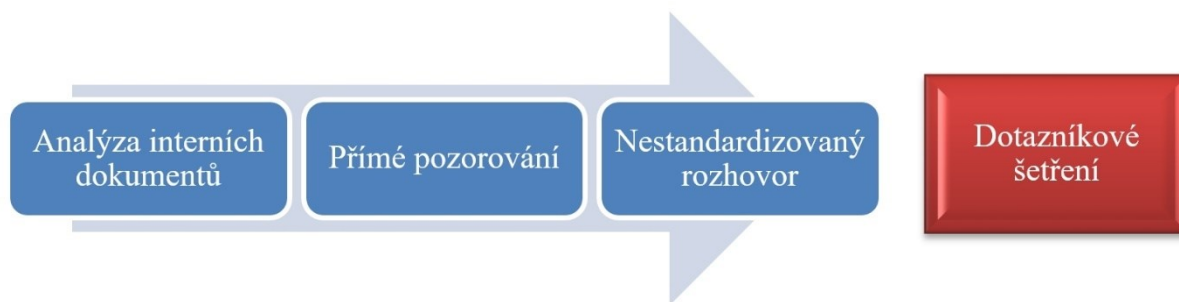 Analýza interních
dokumentů
Přímé pozorování
Nestandardizovaný
rozhovor
Dotazníkové
šetření